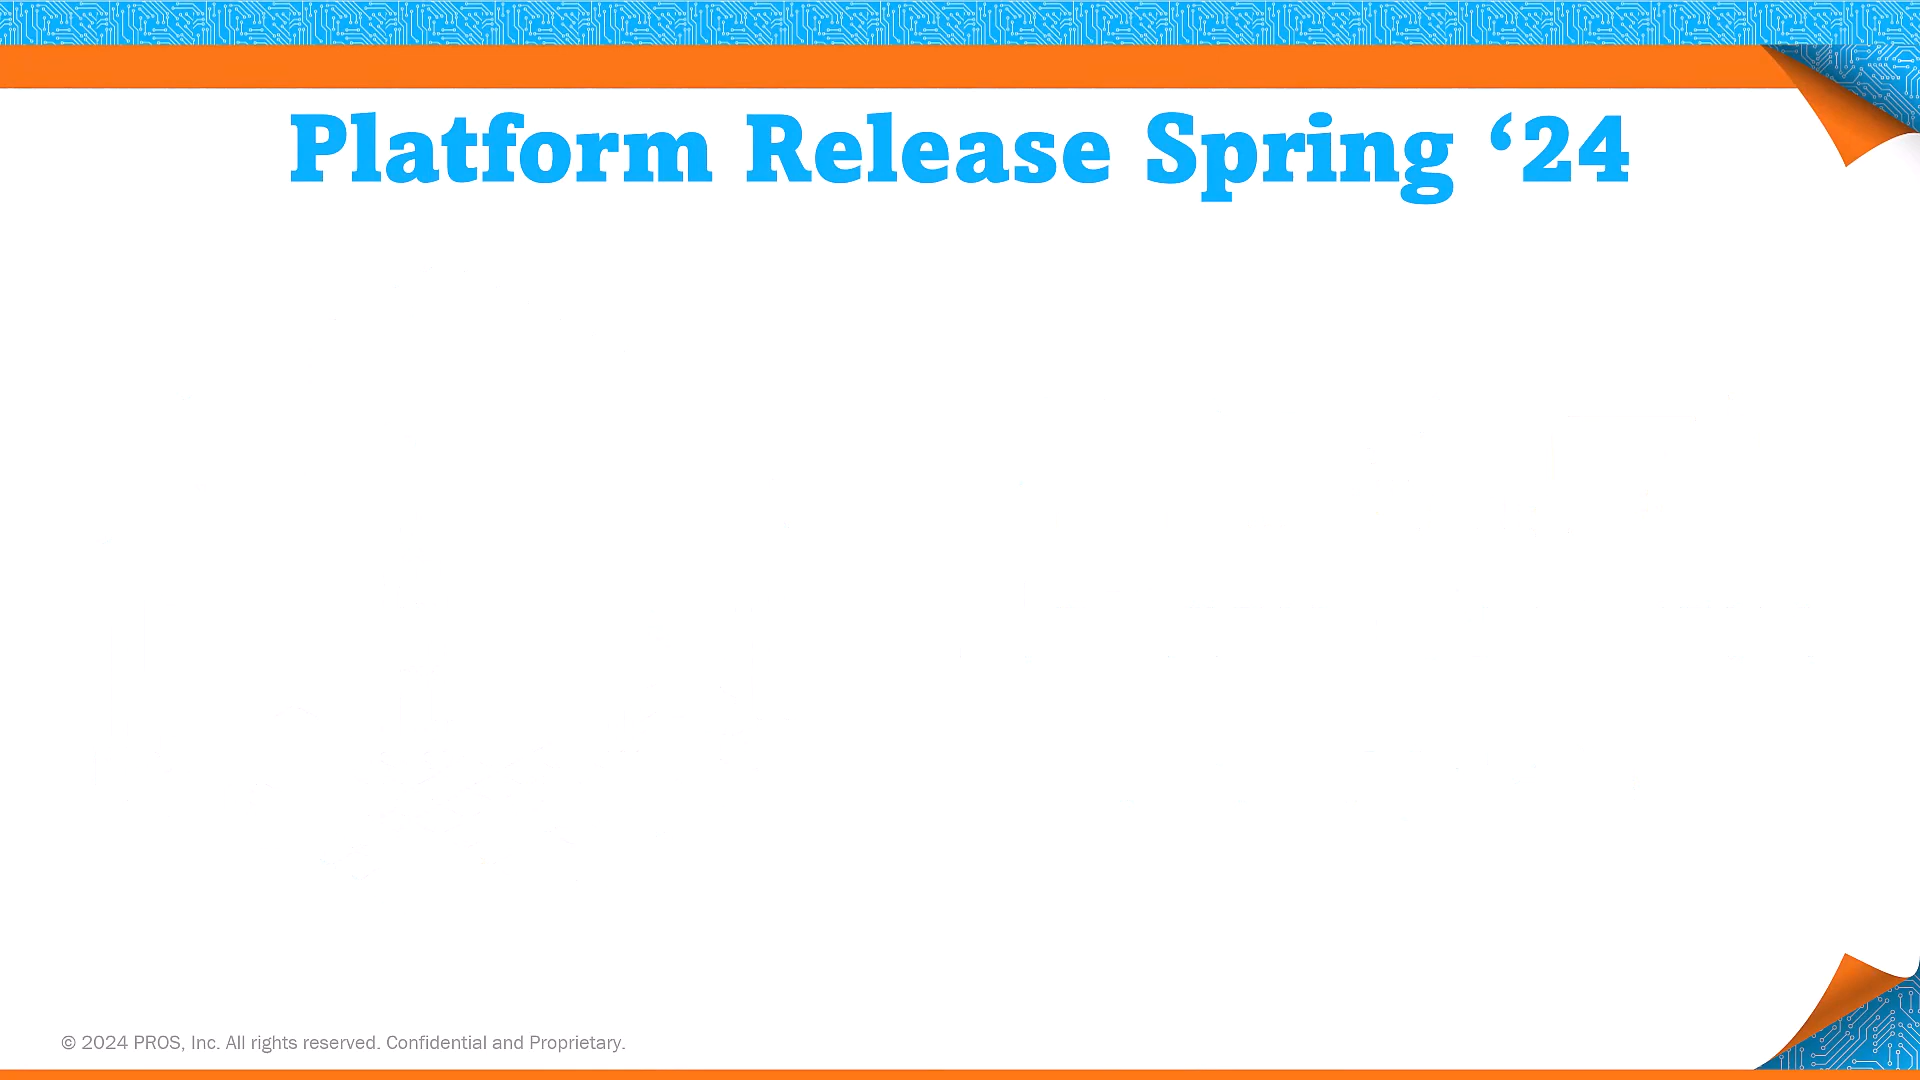 Platform Release Spring ‘24
© 2024 PROS, Inc. All rights reserved. Confidential and Proprietary.